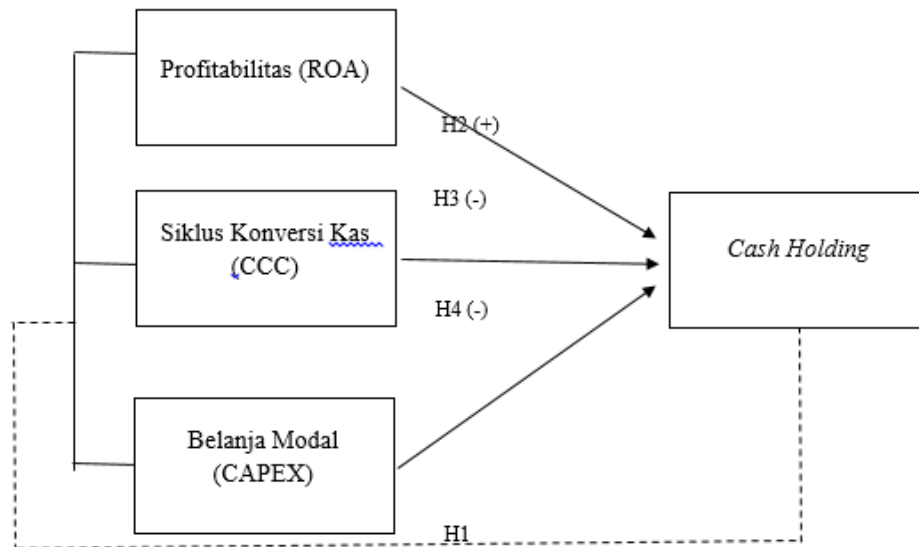 Profitabilitas (ROA)
H2 (+)
H3 (-)
Siklus Konversi Kas
(CCC)
Cash Holding
H4 (-)
Belanja Modal
(CAPEX)
H1